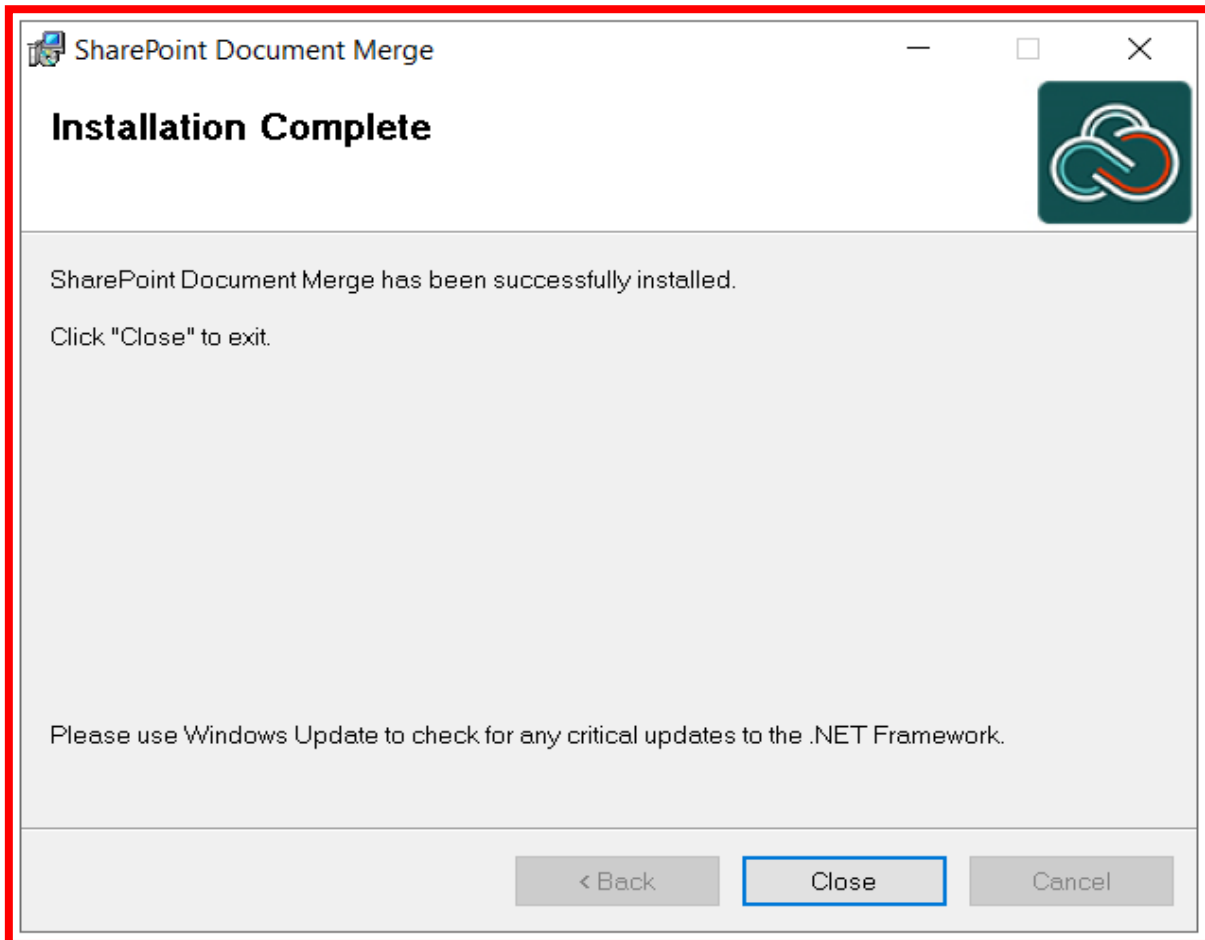 SharePoint Document Merge
Installation Complete
SharePoint Document Merge has been successfully installed.
Click "Close" to exit.
Please use Windows Update to check for any critical updates to the .NET Framework.
< Back
Close
Cancel